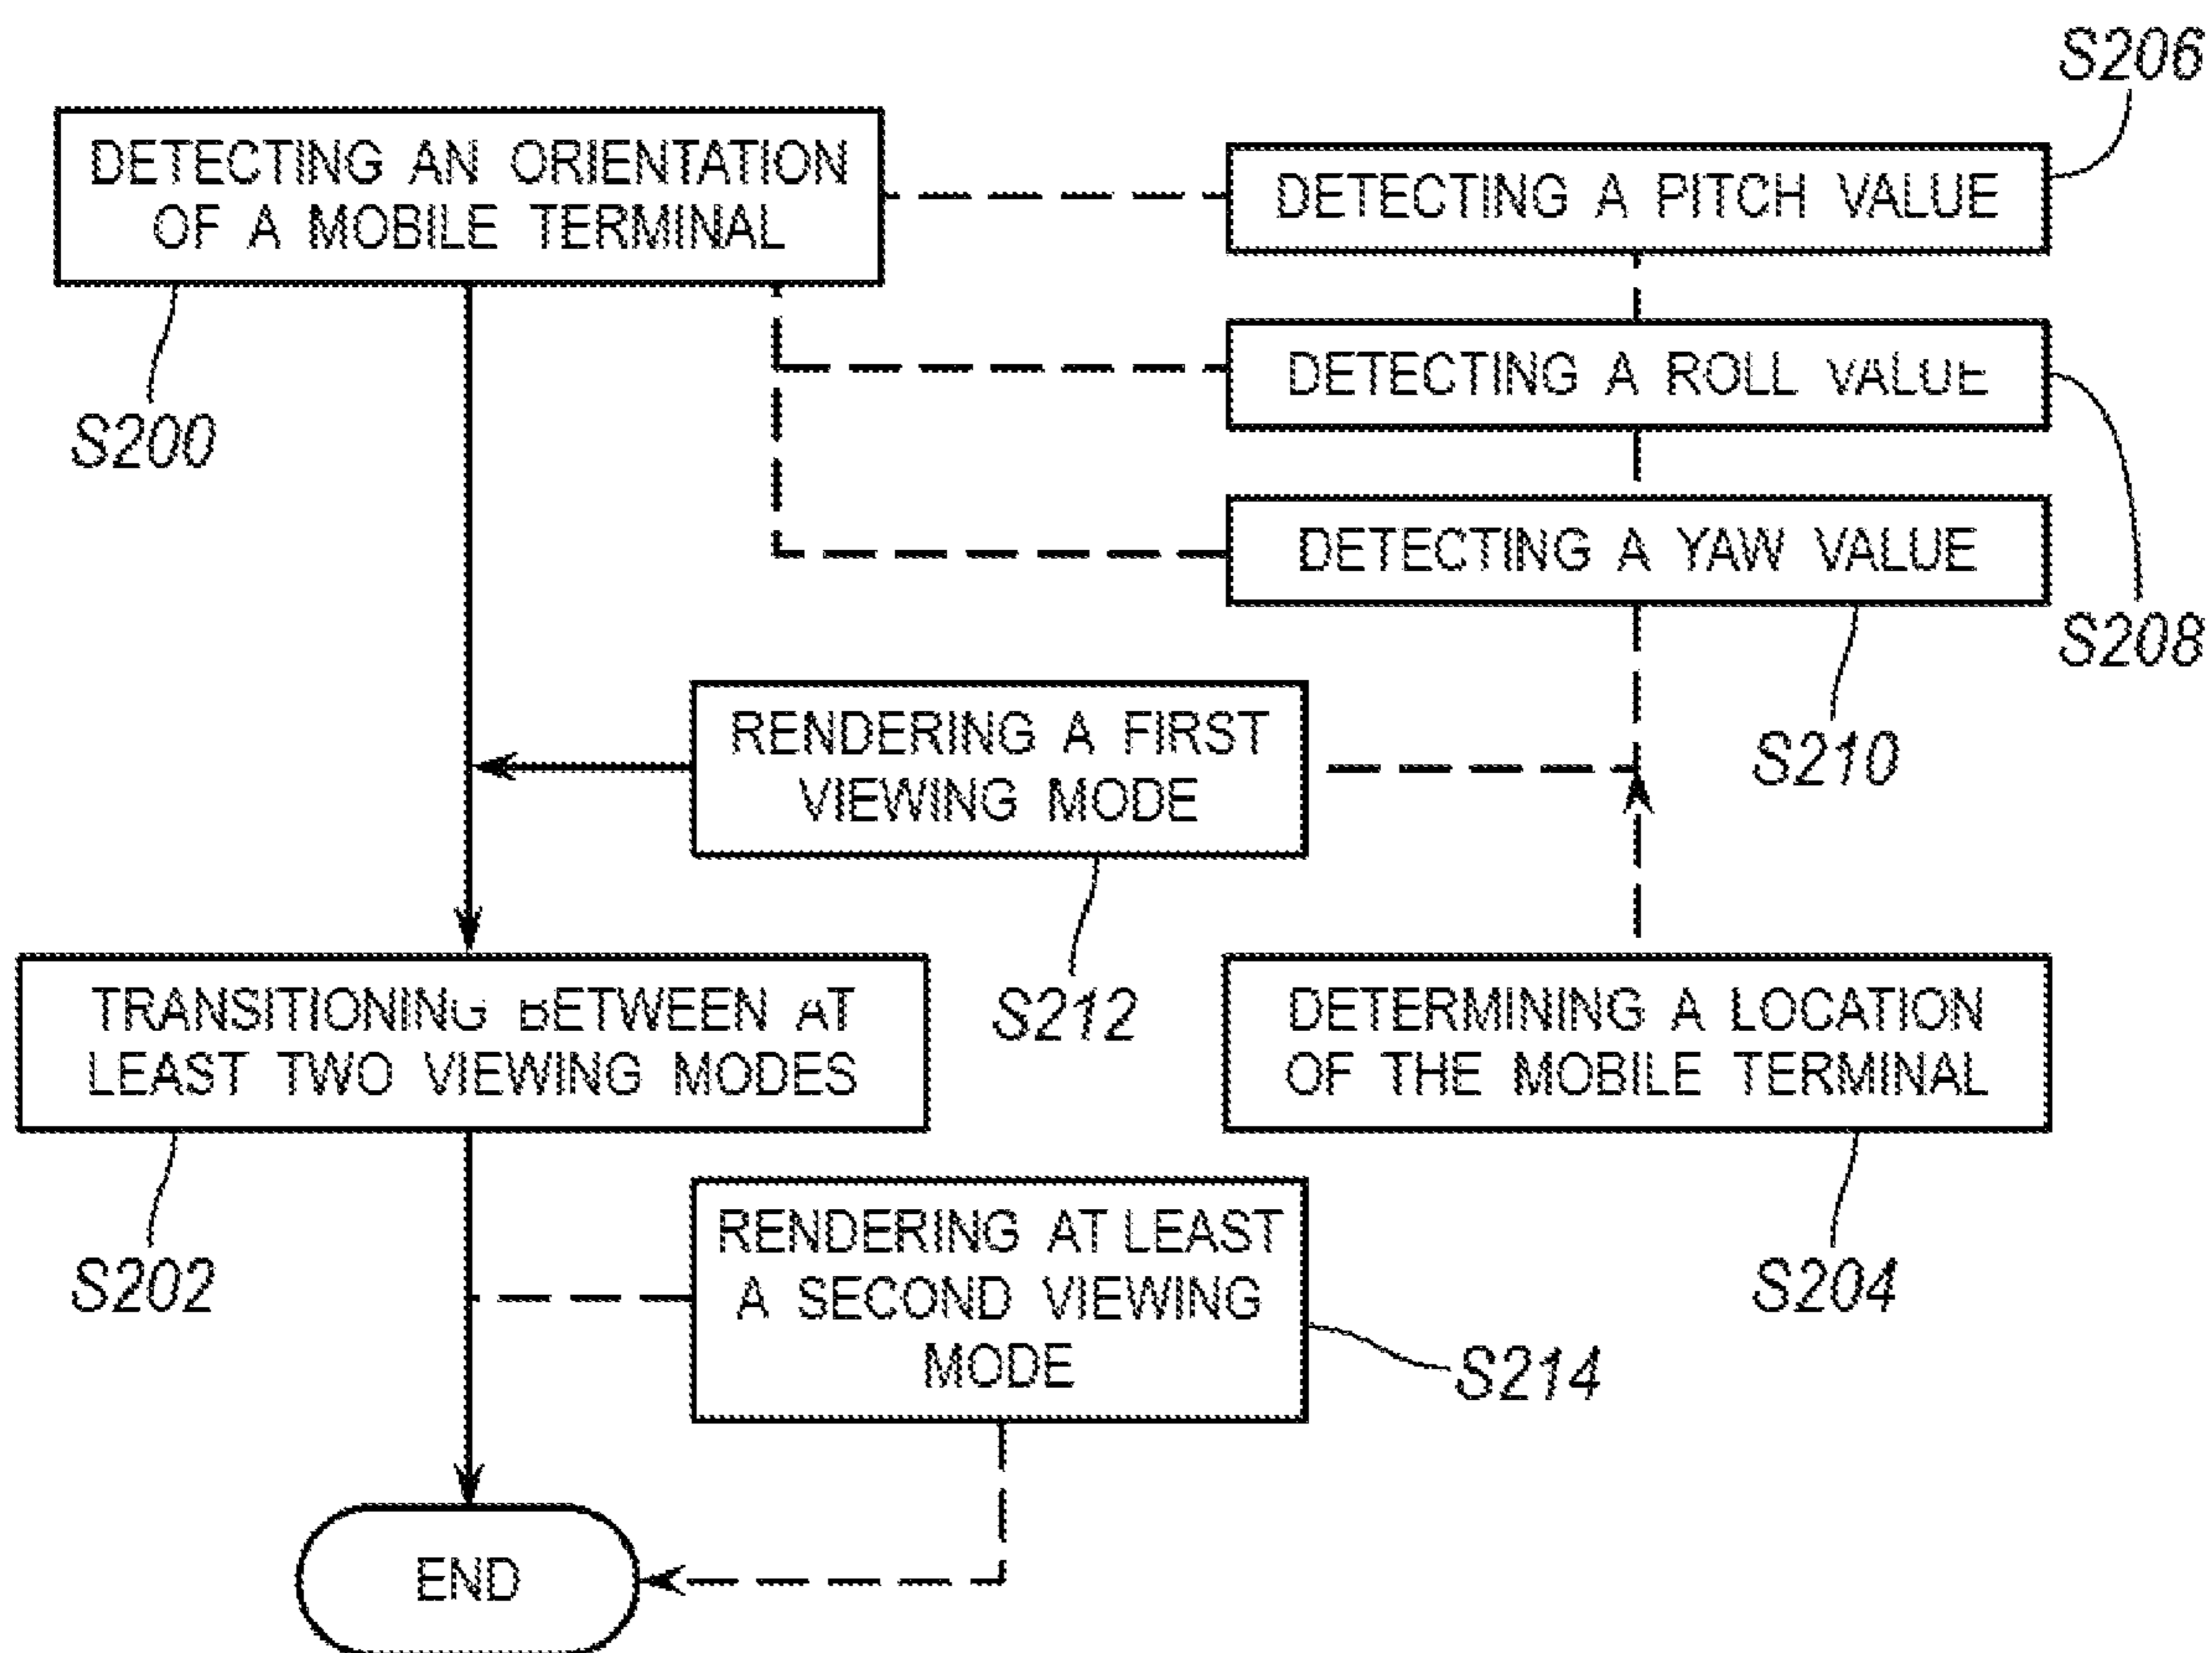 S206
DETECTING AN ORIENTATION
OF A MOBILE TERMINAL
DETECTING A PITCH VALUE
DETECTING A ROLL VALUE
S200
DETECTING A YAW VALUE
S208
RENDERING A FIRST
VIEWING MODE
S210
S212
TRANSITIONING BETWEEN AT
LEAST TWO VIEWING MODES
DETERMINING A LOCATION
OF THE MOBILE TERMINAL
S202
RENDERING AT LEAST
A SECOND VIEWING
MODE
S204
S214
END